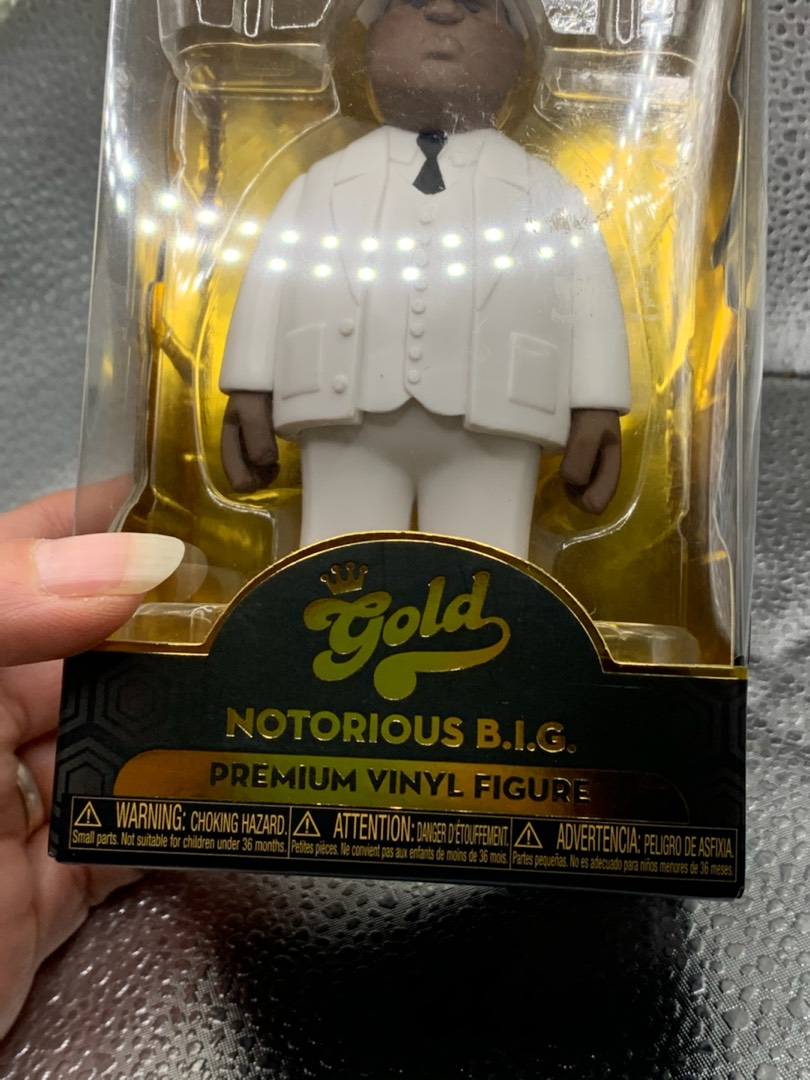 Gold
NOTORIOUS B.I.G.
PREMIUM VINYL FIGURE
WARNING: CHOKING HAZARD.
Small parts. Not suitable for children under 36 months.
ATTENTION: DANGER D'ÉTOUFFEMENT.
Petites pièces. Ne convient pas aux enfants de moins de 36 mois.
ADVERTENCIA: PELIGRO DE ASFIXIA.
Partes pequeñas. No es adecuado para niños menores de 36 meses.